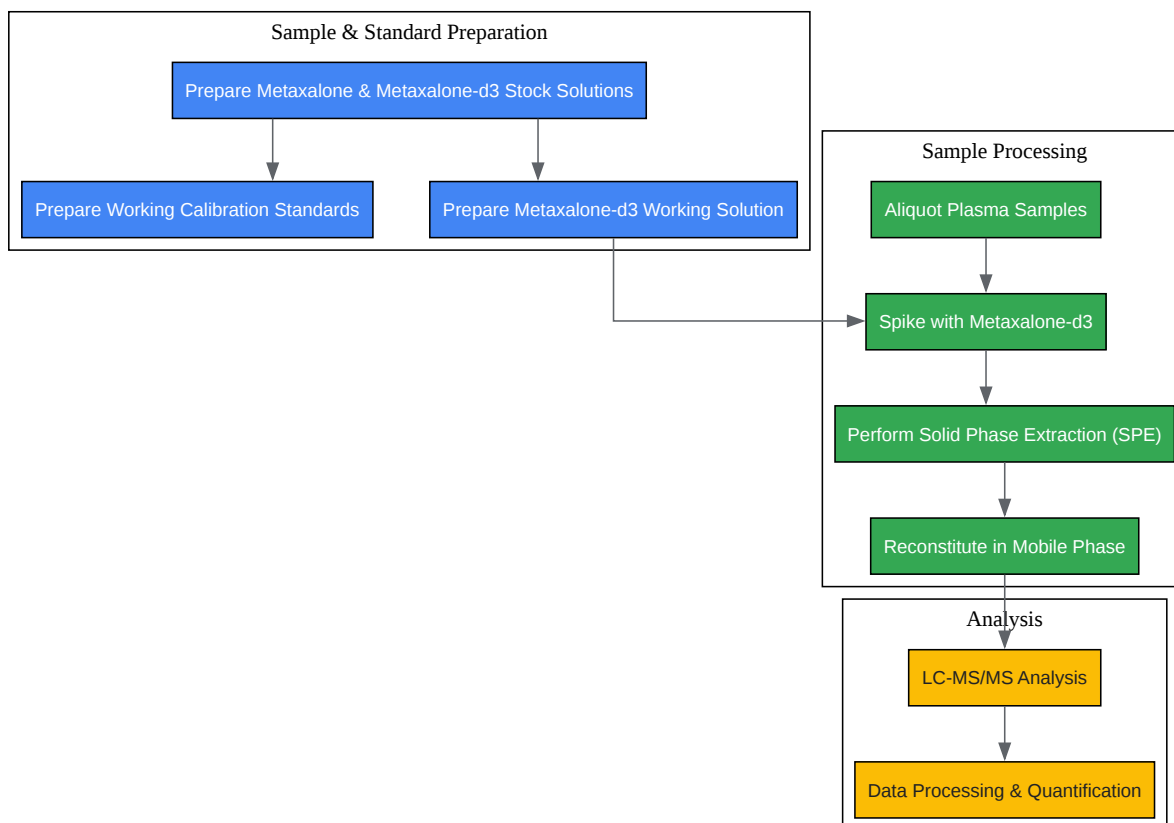 Sample & Standard Preparation
Prepare Metaxalone & Metaxalone-d3 Stock Solutions
Prepare Working Calibration Standards
Prepare Metaxalone-d3 Working Solution
Sample Processing
Aliquot Plasma Samples
Spike with Metaxalone-d3
Perform Solid Phase Extraction (SPE)
Reconstitute in Mobile Phase
Analysis
LC-MS/MS Analysis
Data Processing & Quantification